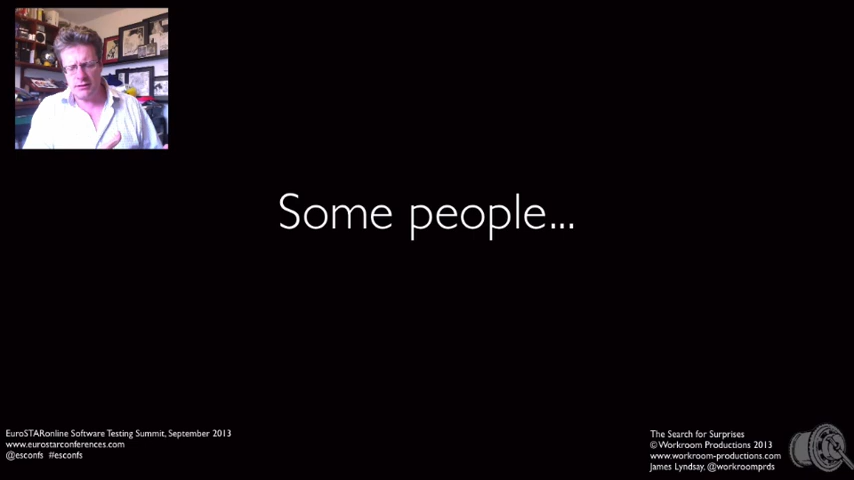 Some people...
EuroSTARonline Software Testing Summit, September 2013
www.eurostarconferences.com
@esconfs #esconfs
The Search for Surprises
© Workroom Productions 2013
www.workroom-productions.com
James Lyndsay, @workroomprds